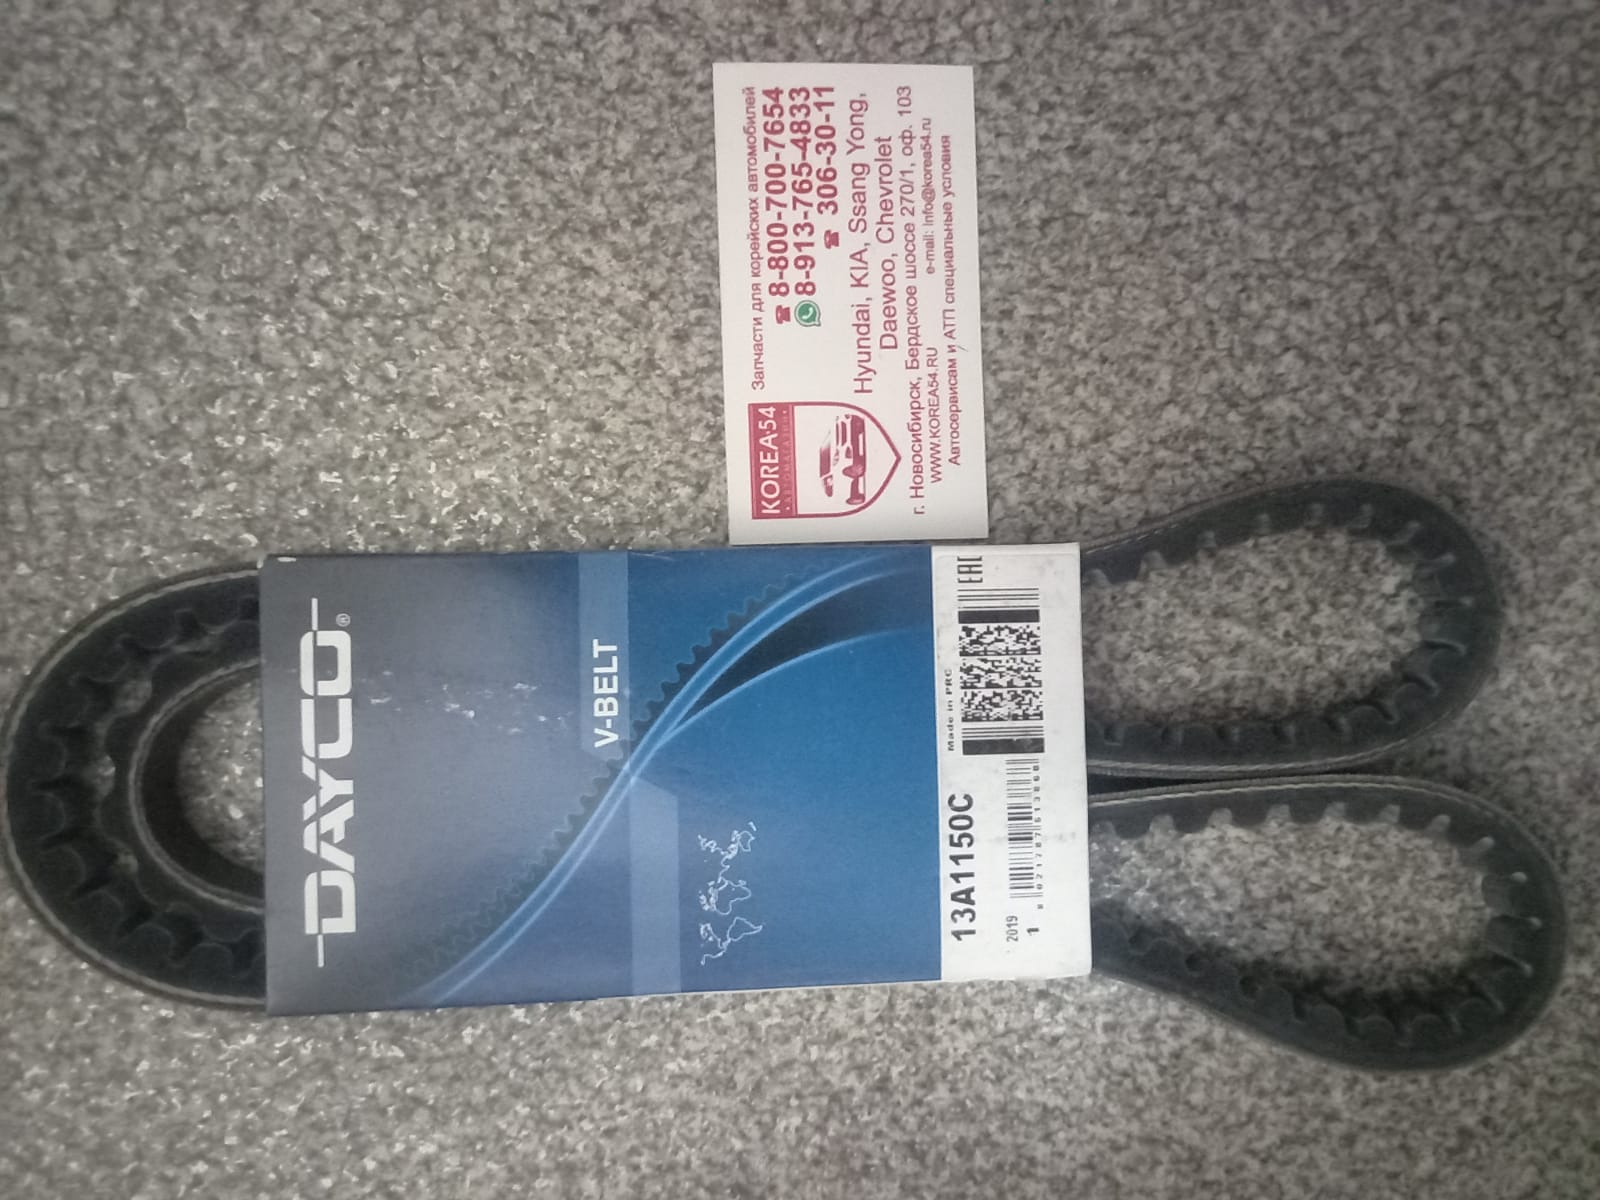 DAYCO®
V-BELT
13A1150C
Made in PRC
EAC
2019
1
KOREA54
АВТОМАГАЗИН
Запчасти для корейских автомобилей
8-800-700-7654
8-913-765-4833
306-30-11
Hyundai, KIA, Ssang Yong,
Daewoo, Chevrolet
г. Новосибирск, Бердское шоссе 270/1, оф. 103
WWW.KOREA54.RU e-mail: Info@korea54.ru
Автосервисам и АТП специальные условия